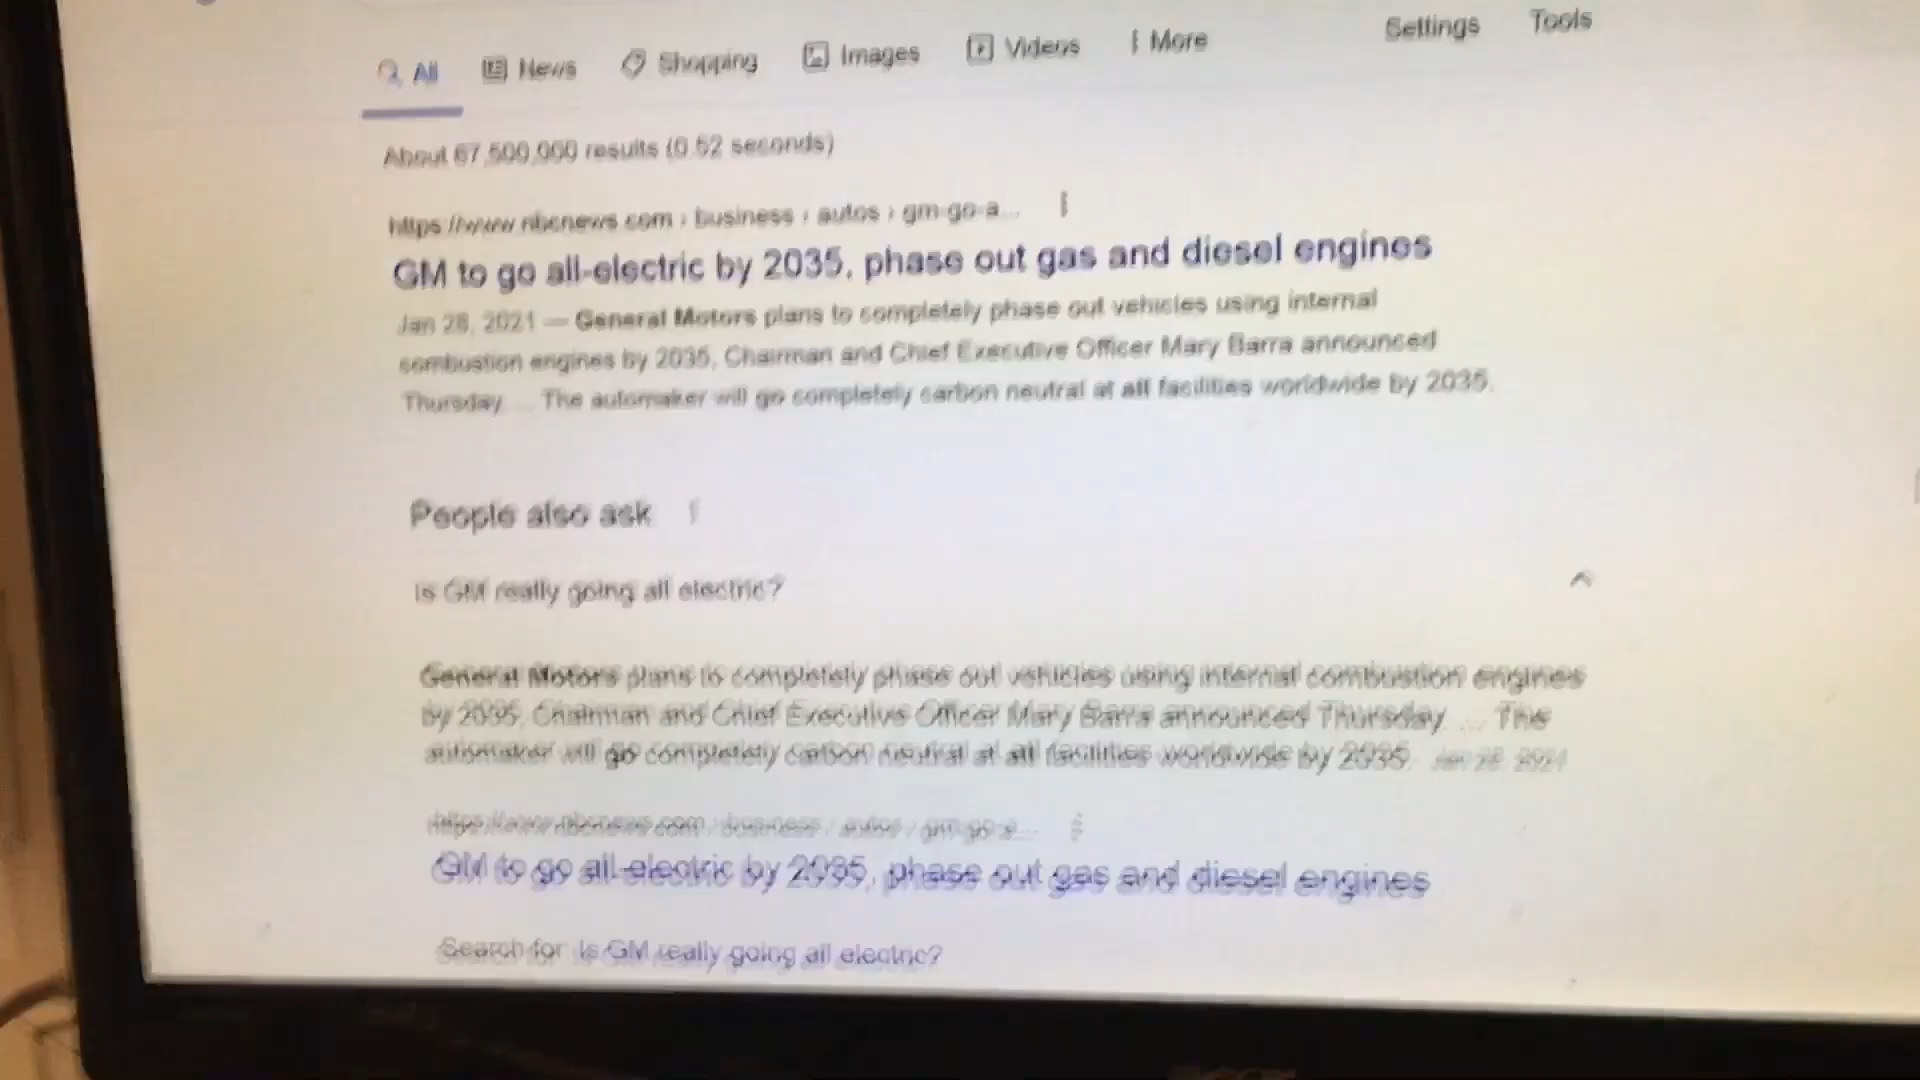 All News Shopping Images Videos More Settings Tools
About 67,500,000 results (0.52 seconds)
https://www.nbcnews.com › business › autos › gm-go-a...
GM to go all-electric by 2035, phase out gas and diesel engines
Jan 28, 2021 — General Motors plans to completely phase out vehicles using internal
combustion engines by 2035, Chairman and Chief Executive Officer Mary Barra announced
Thursday. ... The automaker will go completely carbon neutral at all facilities worldwide by 2035.
People also ask
Is GM really going all electric?
General Motors plans to completely phase out vehicles using internal combustion engines
by 2035, Chairman and Chief Executive Officer Mary Barra announced Thursday. ... The
automaker will go completely carbon neutral at all facilities worldwide by 2035. Jan 28, 2021
https://www.nbcnews.com › business › autos › gm-go-a...
GM to go all-electric by 2035, phase out gas and diesel engines
Search for: Is GM really going all electric?